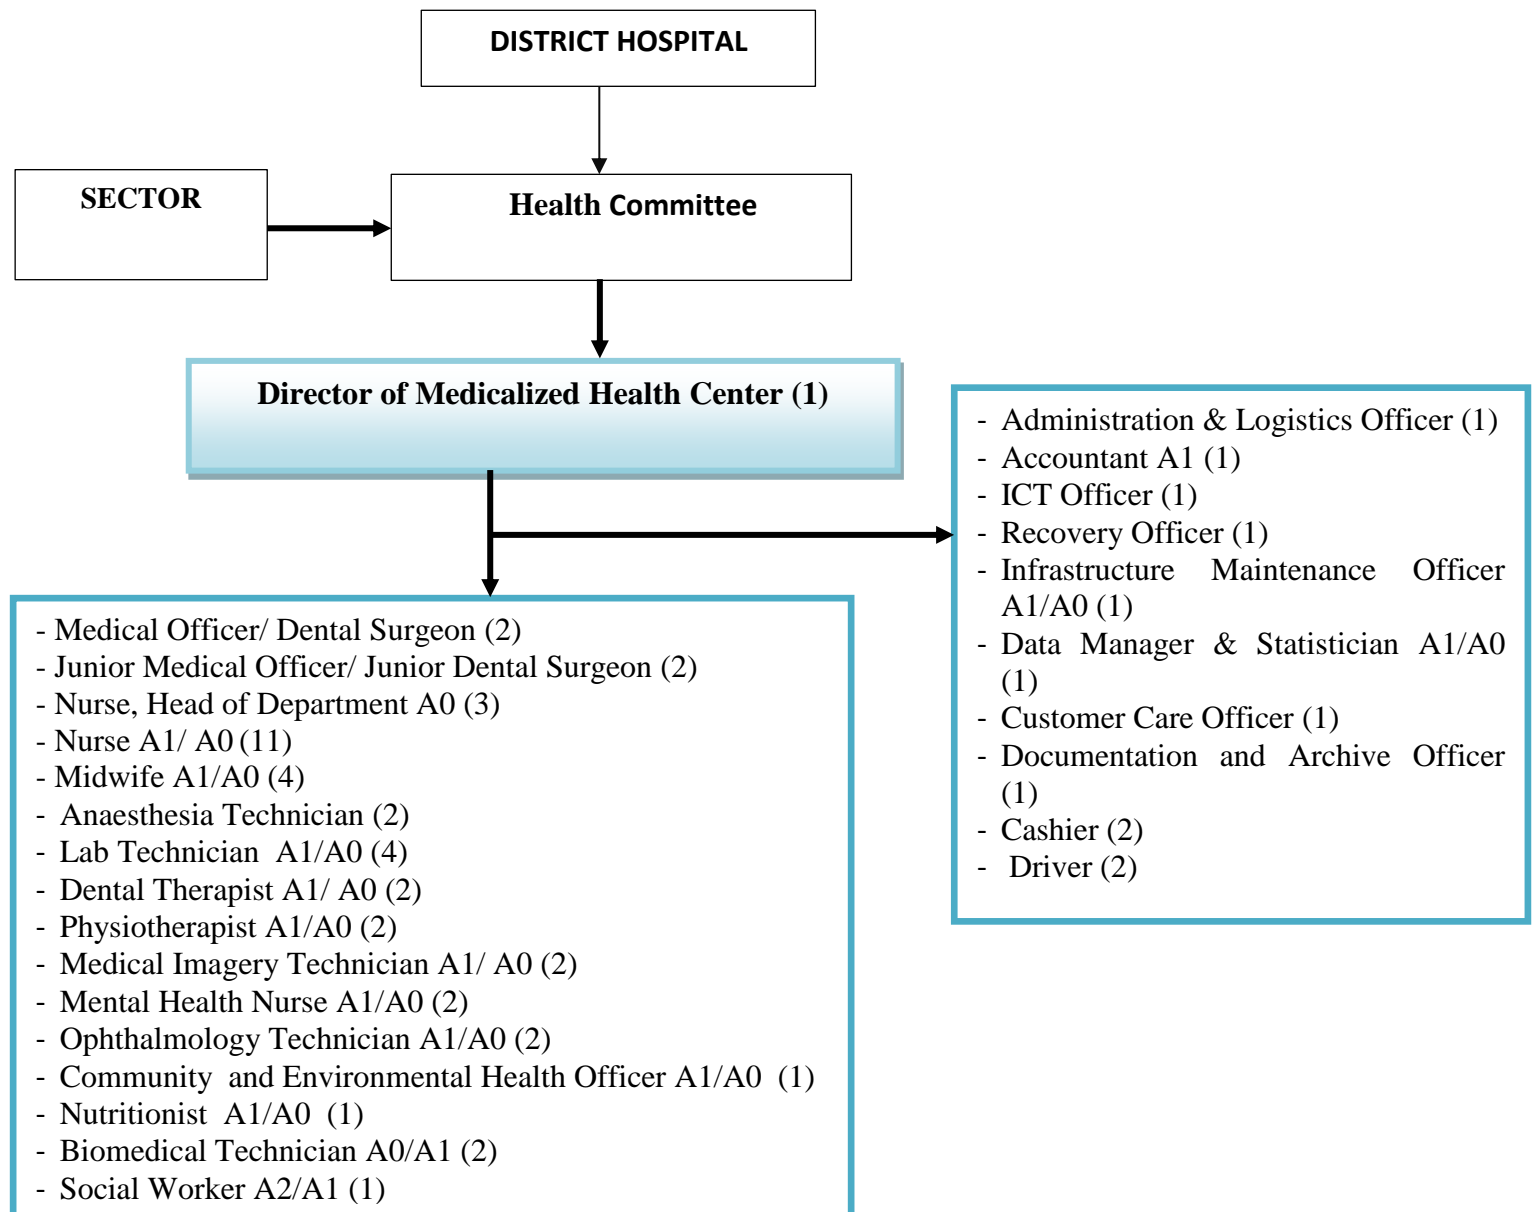 DISTRICT HOSPITAL
SECTOR
Health Committee
Director of Medicalized Health Center (1)
- Administration & Logistics Officer (1)
- Accountant A1 (1)
- ICT Officer (1)
- Recovery Officer (1)
- Infrastructure Maintenance Officer
A1/A0 (1)
- Data Manager & Statistician A1/A0
(1)
- Customer Care Officer (1)
- Documentation and Archive Officer
(1)
- Cashier (2)
- Driver (2)
- Medical Officer/ Dental Surgeon (2)
- Junior Medical Officer/ Junior Dental Surgeon (2)
- Nurse, Head of Department A0 (3)
- Nurse A1/ A0 (11)
- Midwife A1/A0 (4)
- Anaesthesia Technician (2)
- Lab Technician A1/A0 (4)
- Dental Therapist A1/ A0 (2)
- Physiotherapist A1/A0 (2)
- Medical Imagery Technician A1/ A0 (2)
- Mental Health Nurse A1/A0 (2)
- Ophthalmology Technician A1/A0 (2)
- Community and Environmental Health Officer A1/A0 (1)
- Nutritionist A1/A0 (1)
- Biomedical Technician A0/A1 (2)
- Social Worker A2/A1 (1)